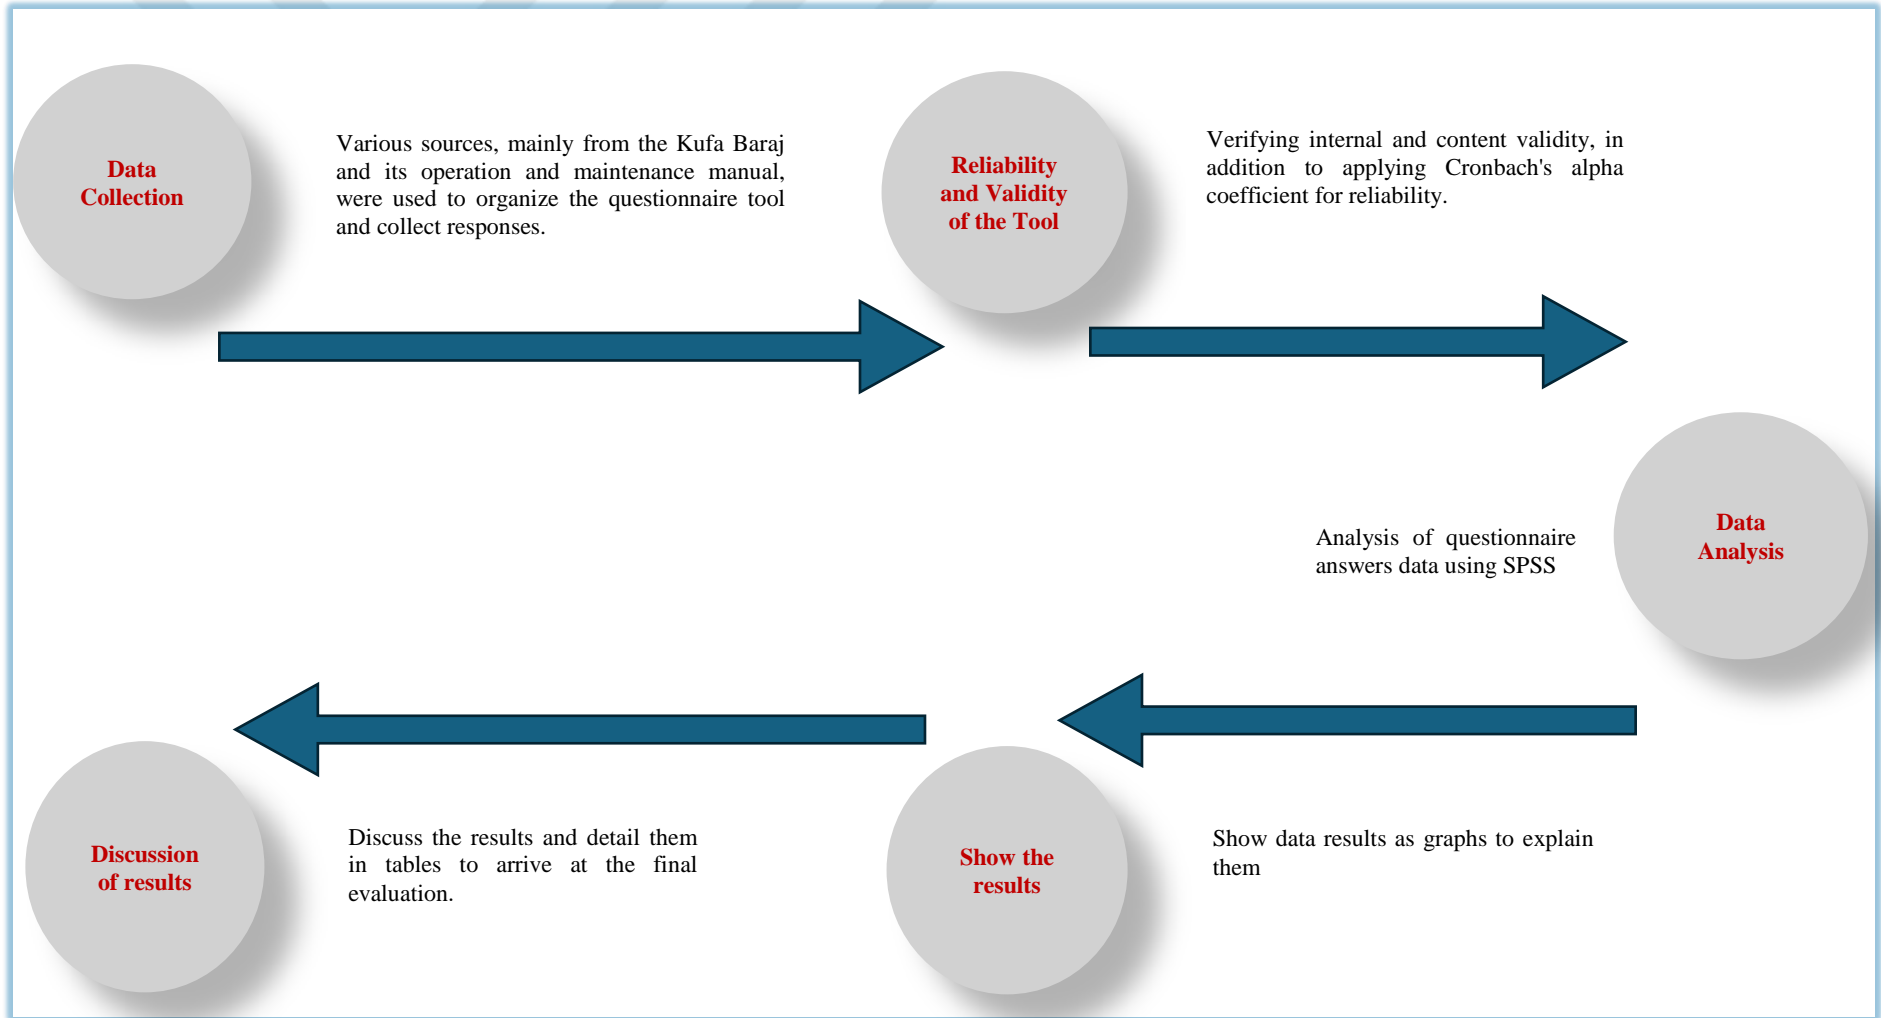 Data
Collection
Various sources, mainly from the Kufa Baraj
and its operation and maintenance manual,
were used to organize the questionnaire tool
and collect responses.
Reliability
and Validity
of the Tool
Verifying internal and content validity, in
addition to applying Cronbach's alpha
coefficient for reliability.
Data
Analysis
Analysis of questionnaire
answers data using SPSS
Show the
results
Show data results as graphs to explain
them
Discussion
of results
Discuss the results and detail them
in tables to arrive at the final
evaluation.